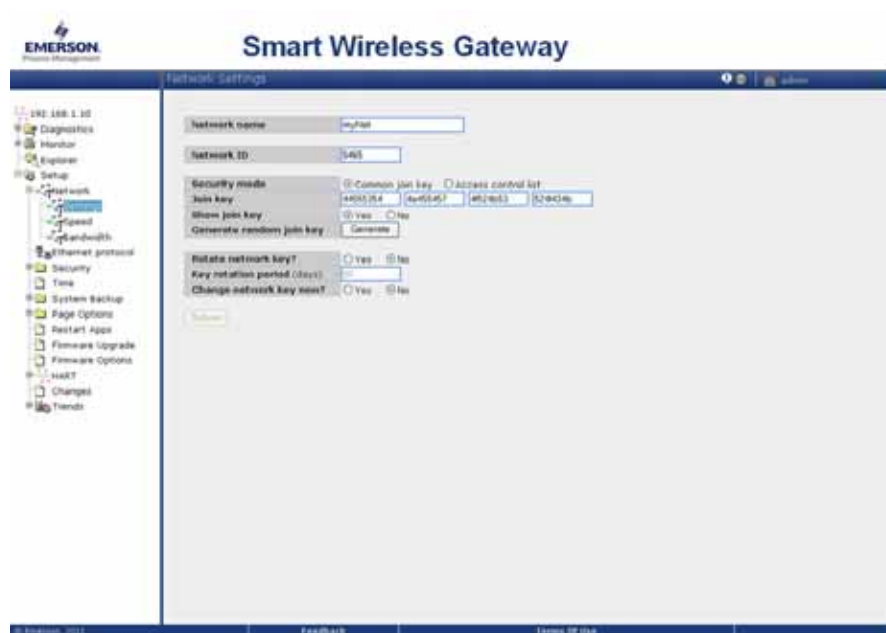 EMERSON.
Process Management
Smart Wireless Gateway
Network Settings
admin
192.168.1.10
Diagnostics
Monitor
Explorer
Setup
Network
Settings
Speed
Bandwidth
Ethernet protocol
Security
Time
System Backup
Page Options
Restart Apps
Firmware Upgrade
Firmware Options
HART
Changes
Trends
Network name
myNet
Network ID
Security mode
Common join key
Access control list
Join key
44555354
Show join key
Yes
No
Generate random join key
Generate
Rotate network key?
Yes
No
Key rotation period (days)
Change network key now?
Yes
No
Submit
© Emerson, 2011
Feedback
Terms Of Use